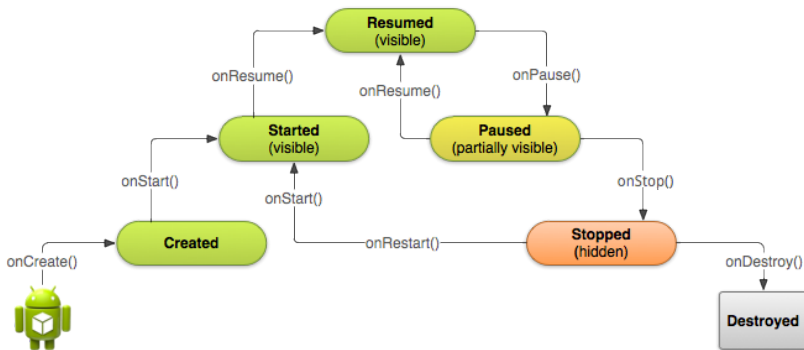 Resumed
(visible)
onResume()
onResume()
onPause()
Started
(visible)
Paused
(partially visible)
onStart()
onStart()
onStop()
Created
onRestart()
Stopped
(hidden)
onCreate()
onDestroy()
Destroyed